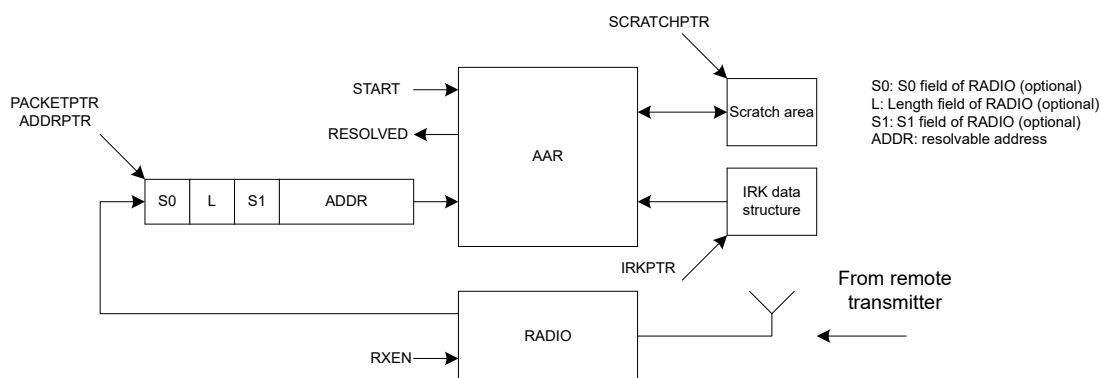 SCRATCHPTR
START
PACKETPTR
ADDRPTR
RESOLVED
AAR
Scratch area
S0: S0 field of RADIO (optional)
L: Length field of RADIO (optional)
S1: S1 field of RADIO (optional)
ADDR: resolvable address
S0
L
S1
ADDR
IRK data
structure
IRKPTR
From remote
transmitter
RADIO
RXEN